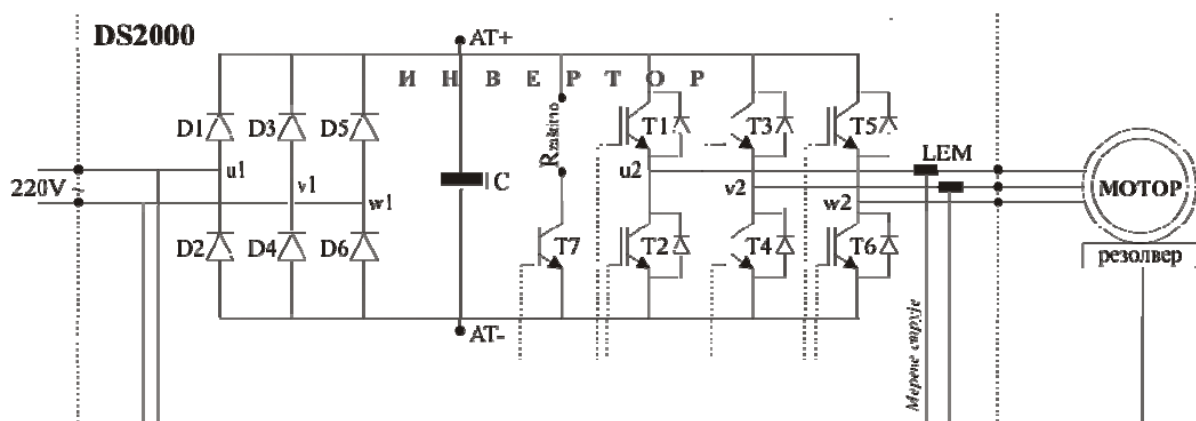 DS2000
AT+
ИНВЕРТОР
D1
D3
D5
T1
T3
T5
u1
v1
w1
220V ~
C
u2
v2
w2
LEM
МОТОР
D2
D4
D6
T7
T2
T4
T6
резолвер
AT-
Мерење струје